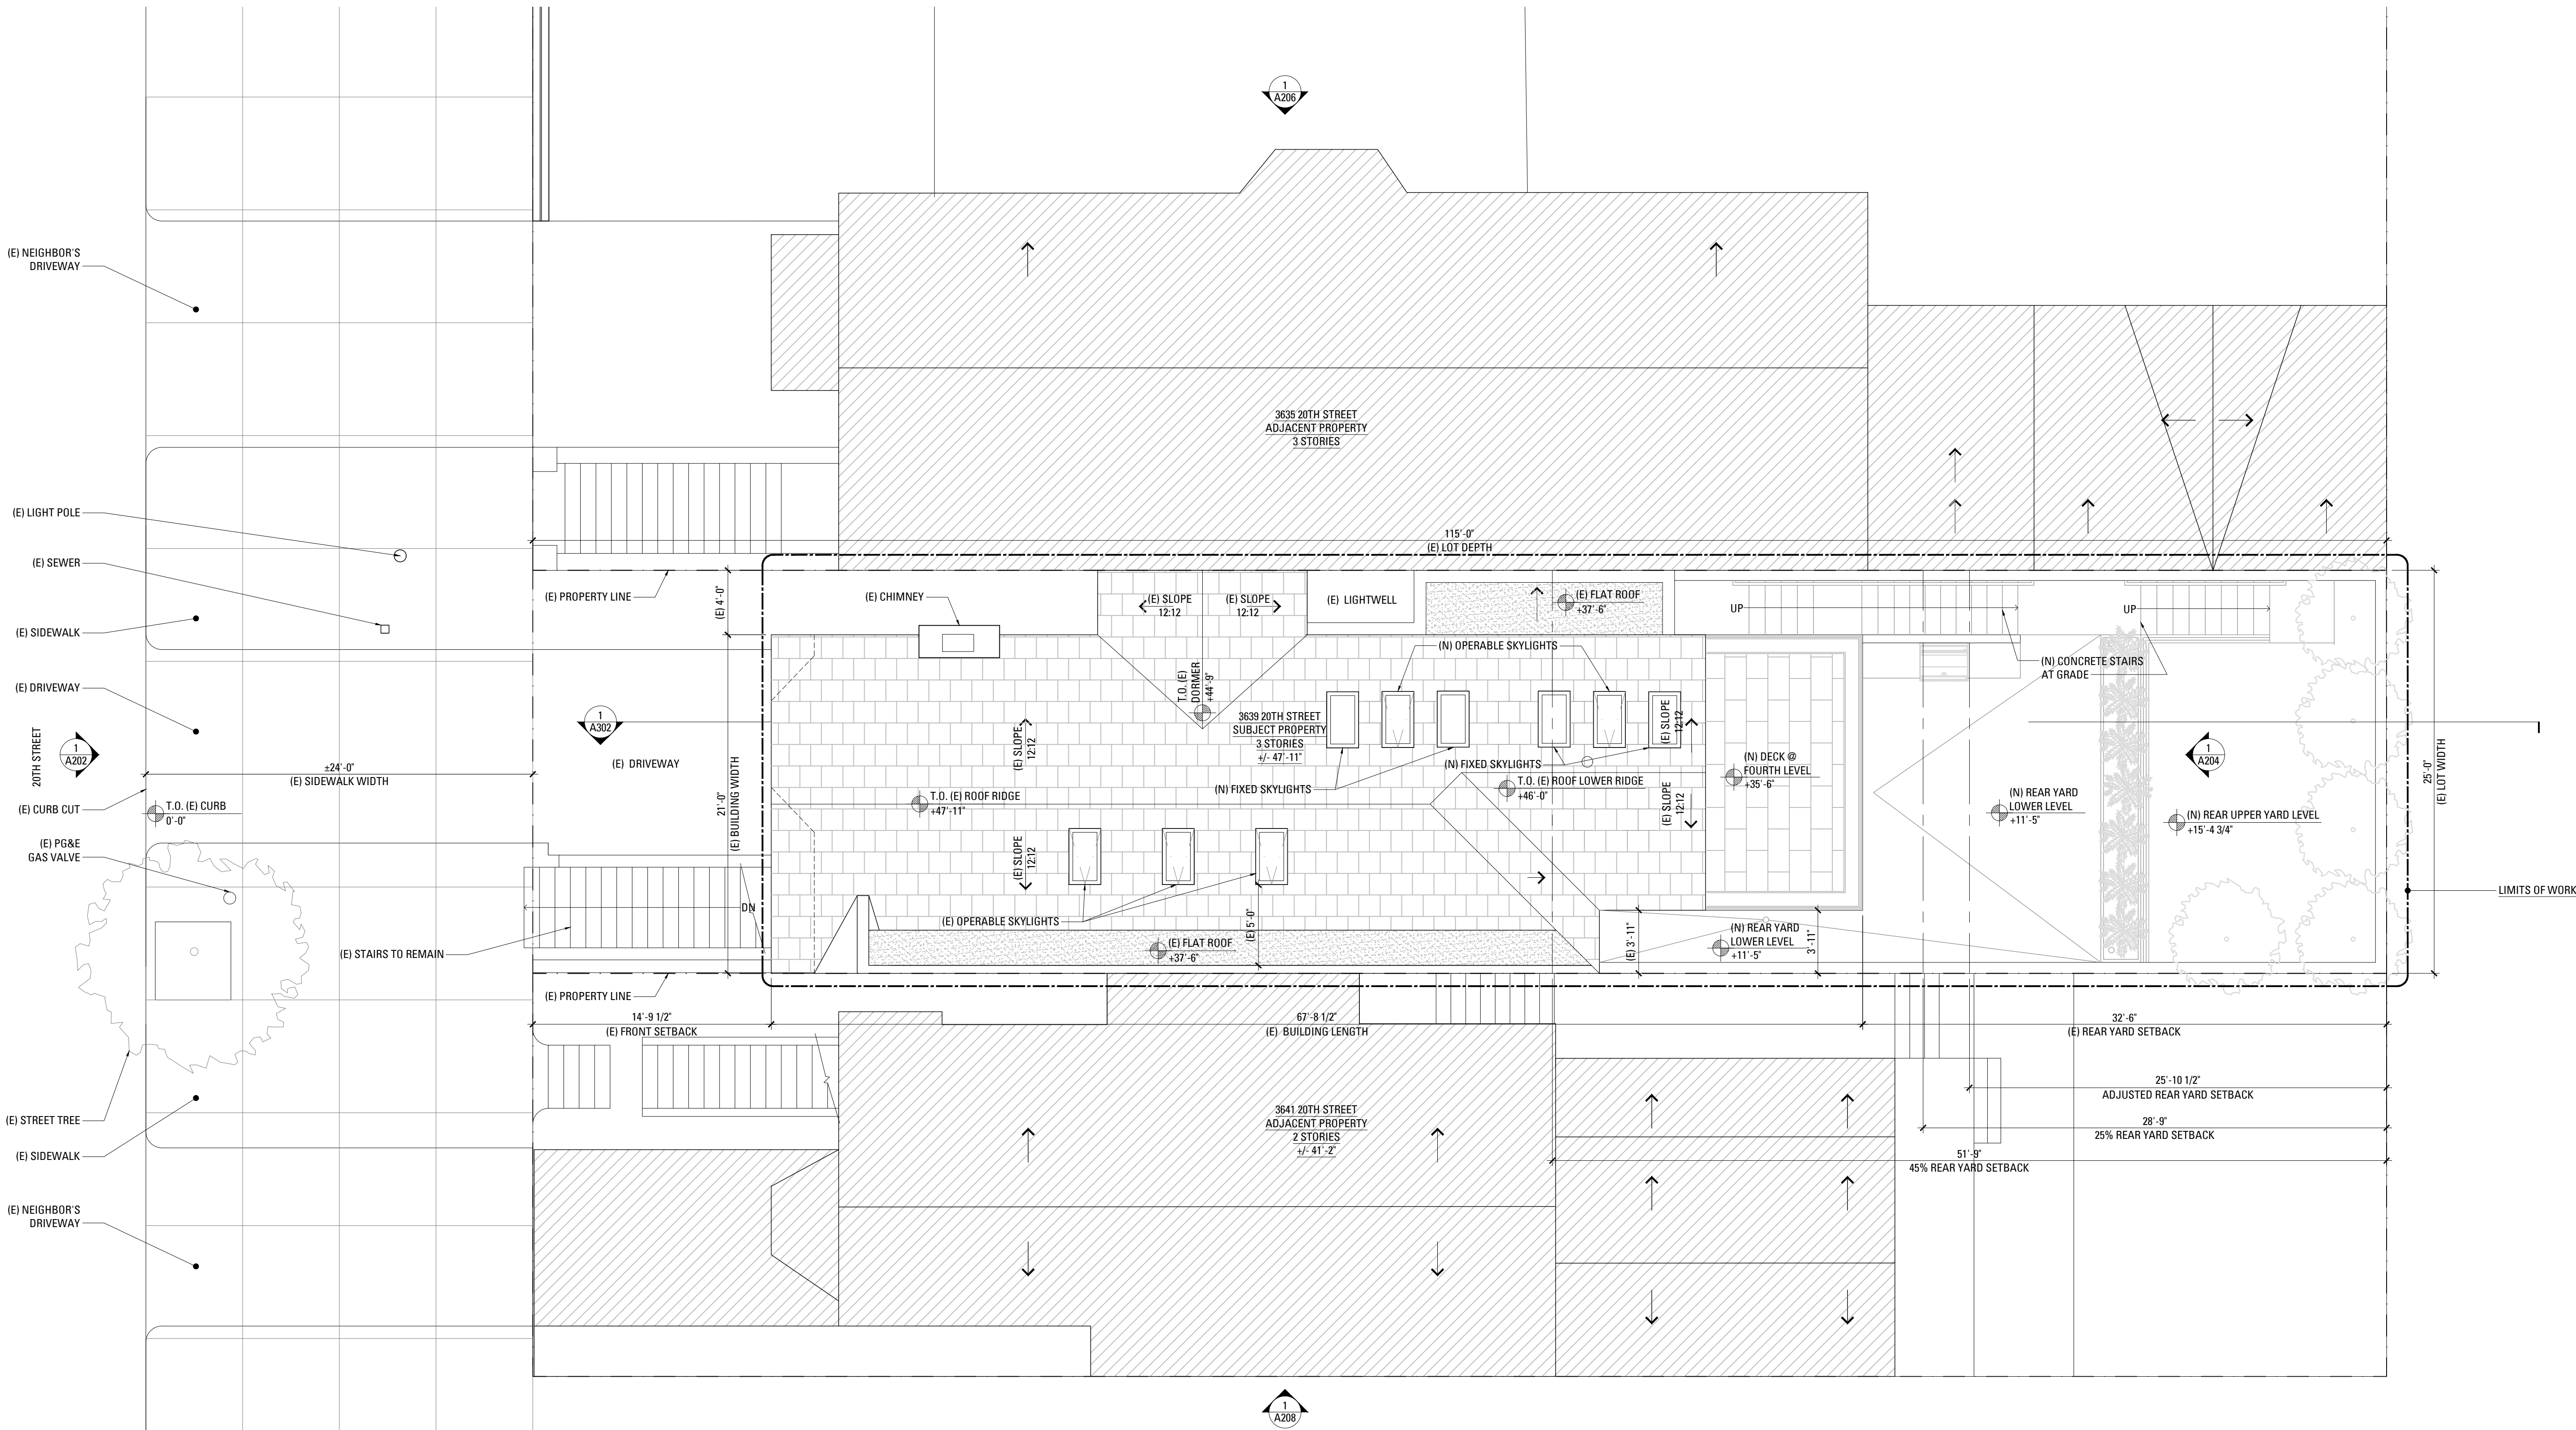 1
A206
(E) NEIGHBOR'S
DRIVEWAY
3635 20TH STREET
ADJACENT PROPERTY
3 STORIES
(E) LIGHT POLE
115'-0"
(E) LOT DEPTH
(E) SEWER
(E) PROPERTY LINE
(E) 4'-0"
(E) CHIMNEY
(E) SLOPE
12:12
(E) SLOPE
12:12
(E) LIGHTWELL
(E) FLAT ROOF
+37'-6"
UP
UP
(E) SIDEWALK
(N) OPERABLE SKYLIGHTS
(N) CONCRETE STAIRS
AT GRADE
(E) DRIVEWAY
T.O. (E)
DORMER
+44'-9"
1
A302
3639 20TH STREET
SUBJECT PROPERTY
3 STORIES
+/- 47'-11"
(E) SLOPE
12:12
(E) SLOPE
12:12
20TH STREET
1
A202
(E) DRIVEWAY
±24'-0"
(E) SIDEWALK WIDTH
21'-0"
(E) BUILDING WIDTH
(N) FIXED SKYLIGHTS
(N) FIXED SKYLIGHTS
(N) DECK @
FOURTH LEVEL
+35'-6"
1
A204
25'-0"
(E) LOT WIDTH
(E) CURB CUT
T.O. (E) CURB
0'-0"
T.O. (E) ROOF RIDGE
+47'-11"
T.O. (E) ROOF LOWER RIDGE
+46'-0"
(E) SLOPE
12:12
(N) REAR YARD
LOWER LEVEL
+11'-5"
(N) REAR UPPER YARD LEVEL
+15'-4 3/4"
(E) PG&E
GAS VALVE
(E) SLOPE
12:12
LIMITS OF WORK
DN
(E) OPERABLE SKYLIGHTS
(E) 5'-0"
(E) STAIRS TO REMAIN
(E) FLAT ROOF
+37'-6"
(E) 3'-11"
(N) REAR YARD
LOWER LEVEL
+11'-5"
3'-11"
(E) PROPERTY LINE
14'-9 1/2"
(E) FRONT SETBACK
67'-8 1/2"
(E) BUILDING LENGTH
32'-6"
(E) REAR YARD SETBACK
25'-10 1/2"
ADJUSTED REAR YARD SETBACK
(E) STREET TREE
3641 20TH STREET
ADJACENT PROPERTY
2 STORIES
+/- 41'-2"
28'-9"
25% REAR YARD SETBACK
(E) SIDEWALK
51'-9"
45% REAR YARD SETBACK
(E) NEIGHBOR'S
DRIVEWAY
1
A208